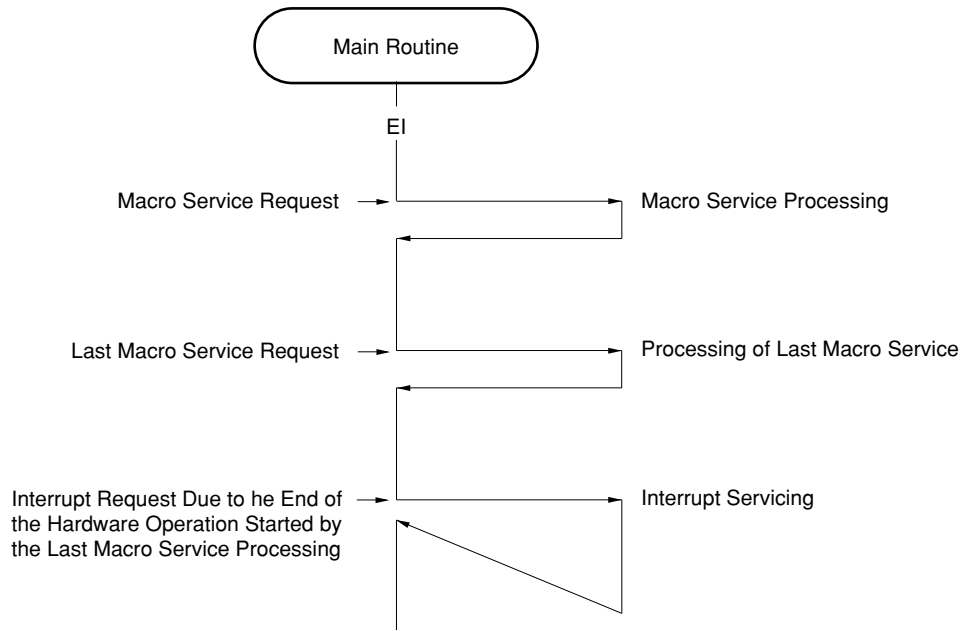 Main Routine
EI
Macro Service Request
Macro Service Processing
Last Macro Service Request
Processing of Last Macro Service
Interrupt Request Due to he End of
the Hardware Operation Started by
the Last Macro Service Processing
Interrupt Servicing